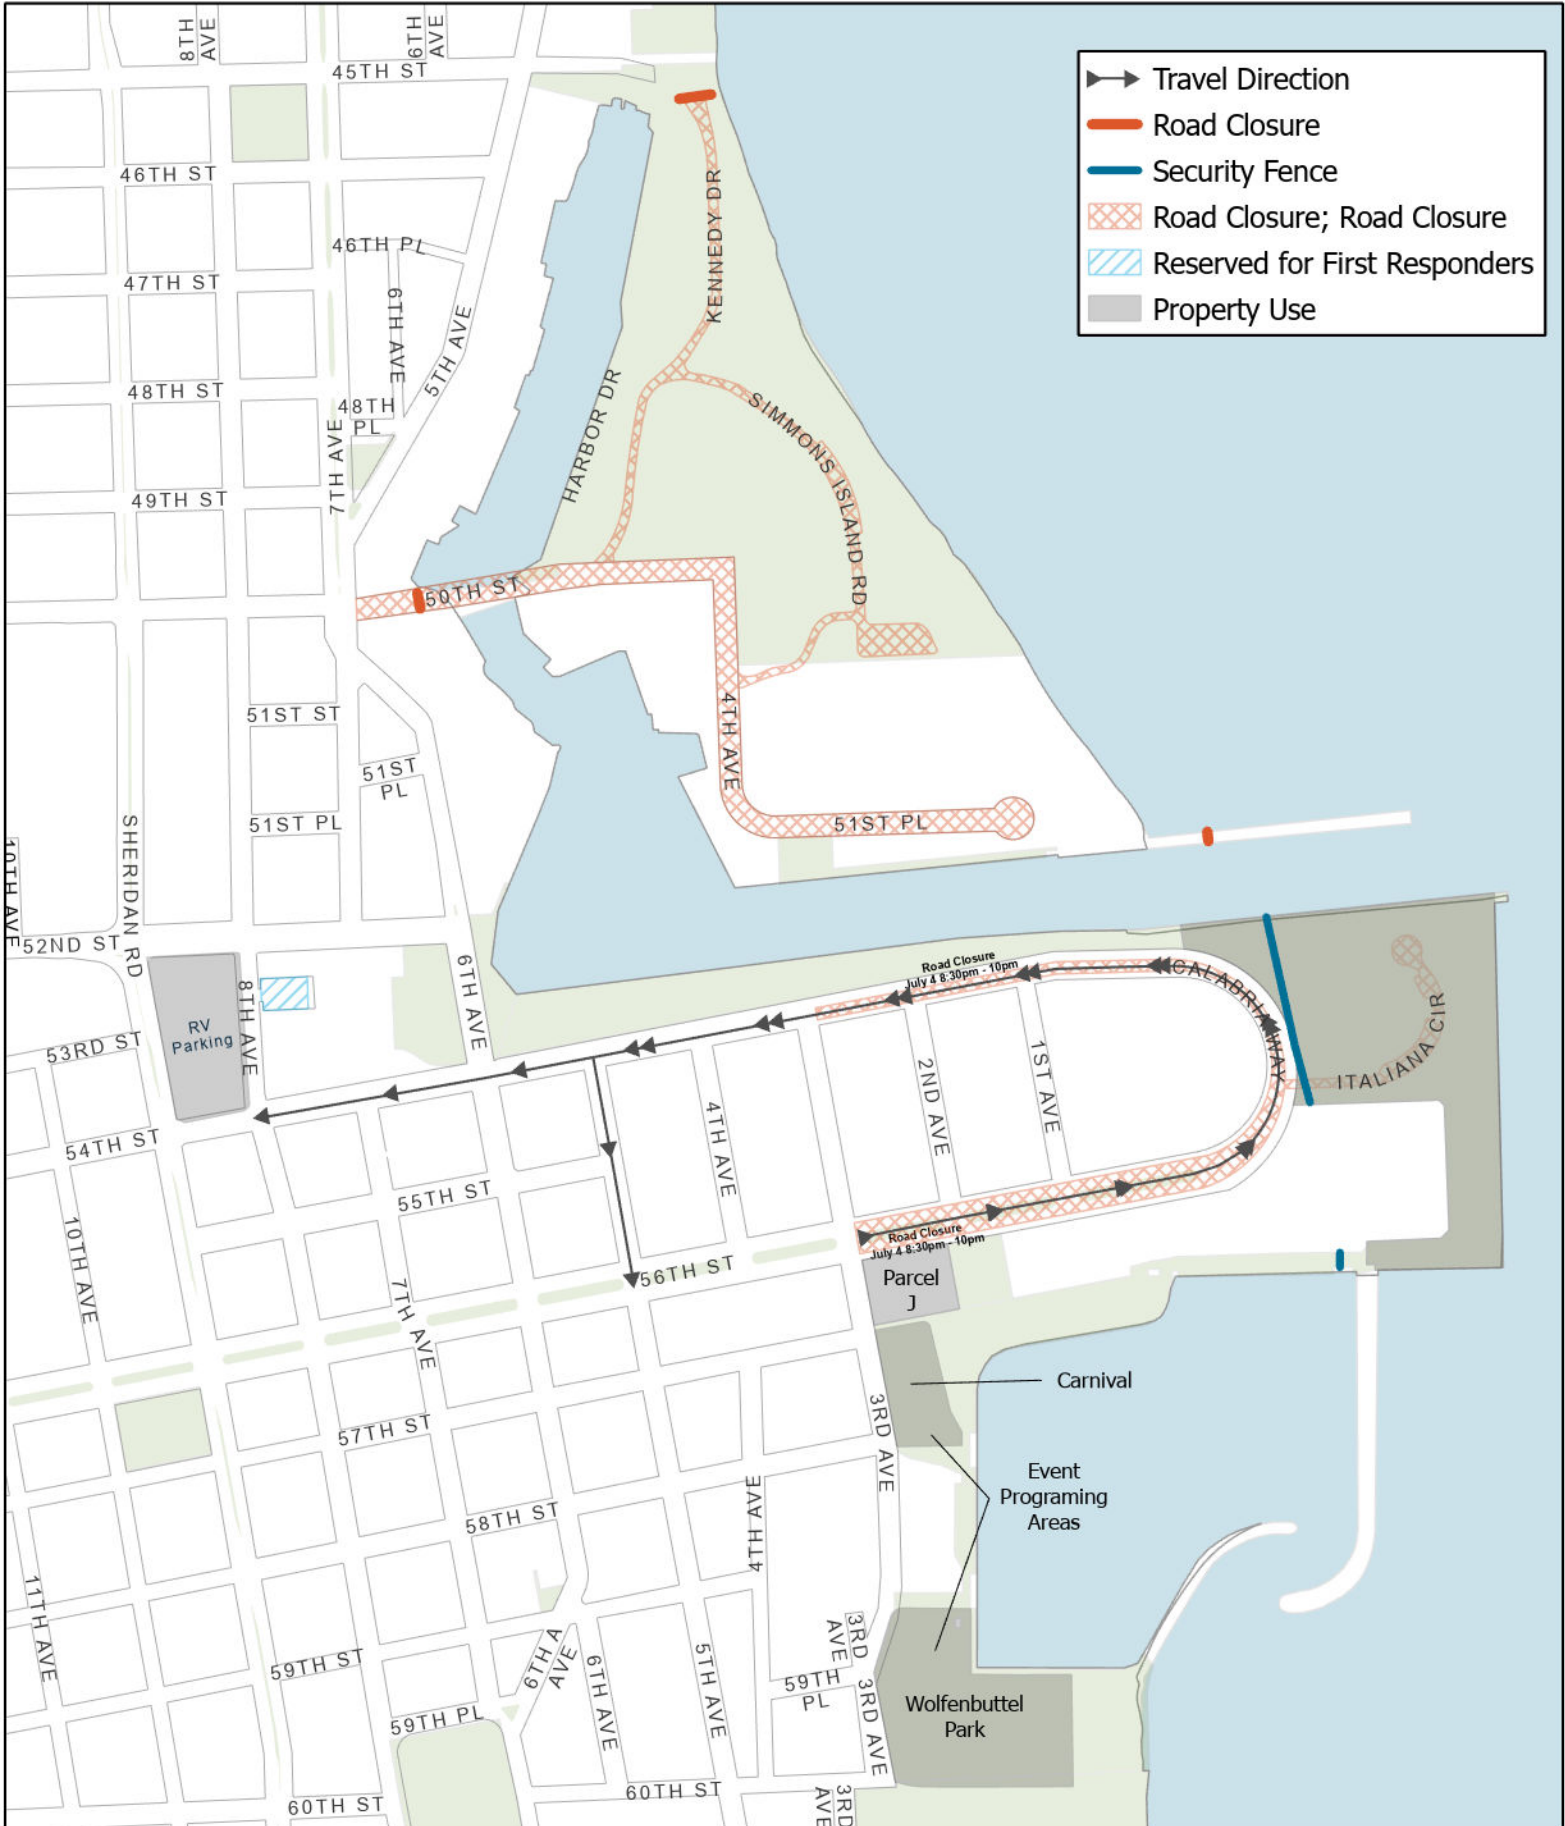 8TH
AVE
6TH
AVE
45TH ST
Travel Direction
Road Closure
Security Fence
Road Closure; Road Closure
Reserved for First Responders
Property Use
46TH ST
46TH PL
KENNEDY DR
47TH ST
6TH AVE
5TH AVE
48TH ST
48TH
PL
HARBOR DR
SIMMONS ISLAND RD
7TH AVE
49TH ST
50TH ST
51ST ST
4TH AVE
51ST
PL
51ST PL
51ST PL
SHERIDAN RD
10TH AVE
52ND ST
6TH AVE
8TH AVE
Road Closure
July 4 8:30pm - 10pm
CALABRIA WAY
ITALIANA CIR
RV
Parking
53RD ST
1ST AVE
2ND AVE
4TH AVE
54TH ST
55TH ST
10TH AVE
Road Closure
July 4 8:30pm - 10pm
56TH ST
Parcel
J
7TH AVE
Carnival
3RD AVE
57TH ST
Event
Programing
Areas
58TH ST
4TH AVE
11TH AVE
3RD
AVE
59TH ST
6TH A
AVE
6TH AVE
5TH AVE
59TH
PL
3RD AVE
Wolfenbuttel
Park
59TH PL
60TH ST
60TH ST
3RD
AVE